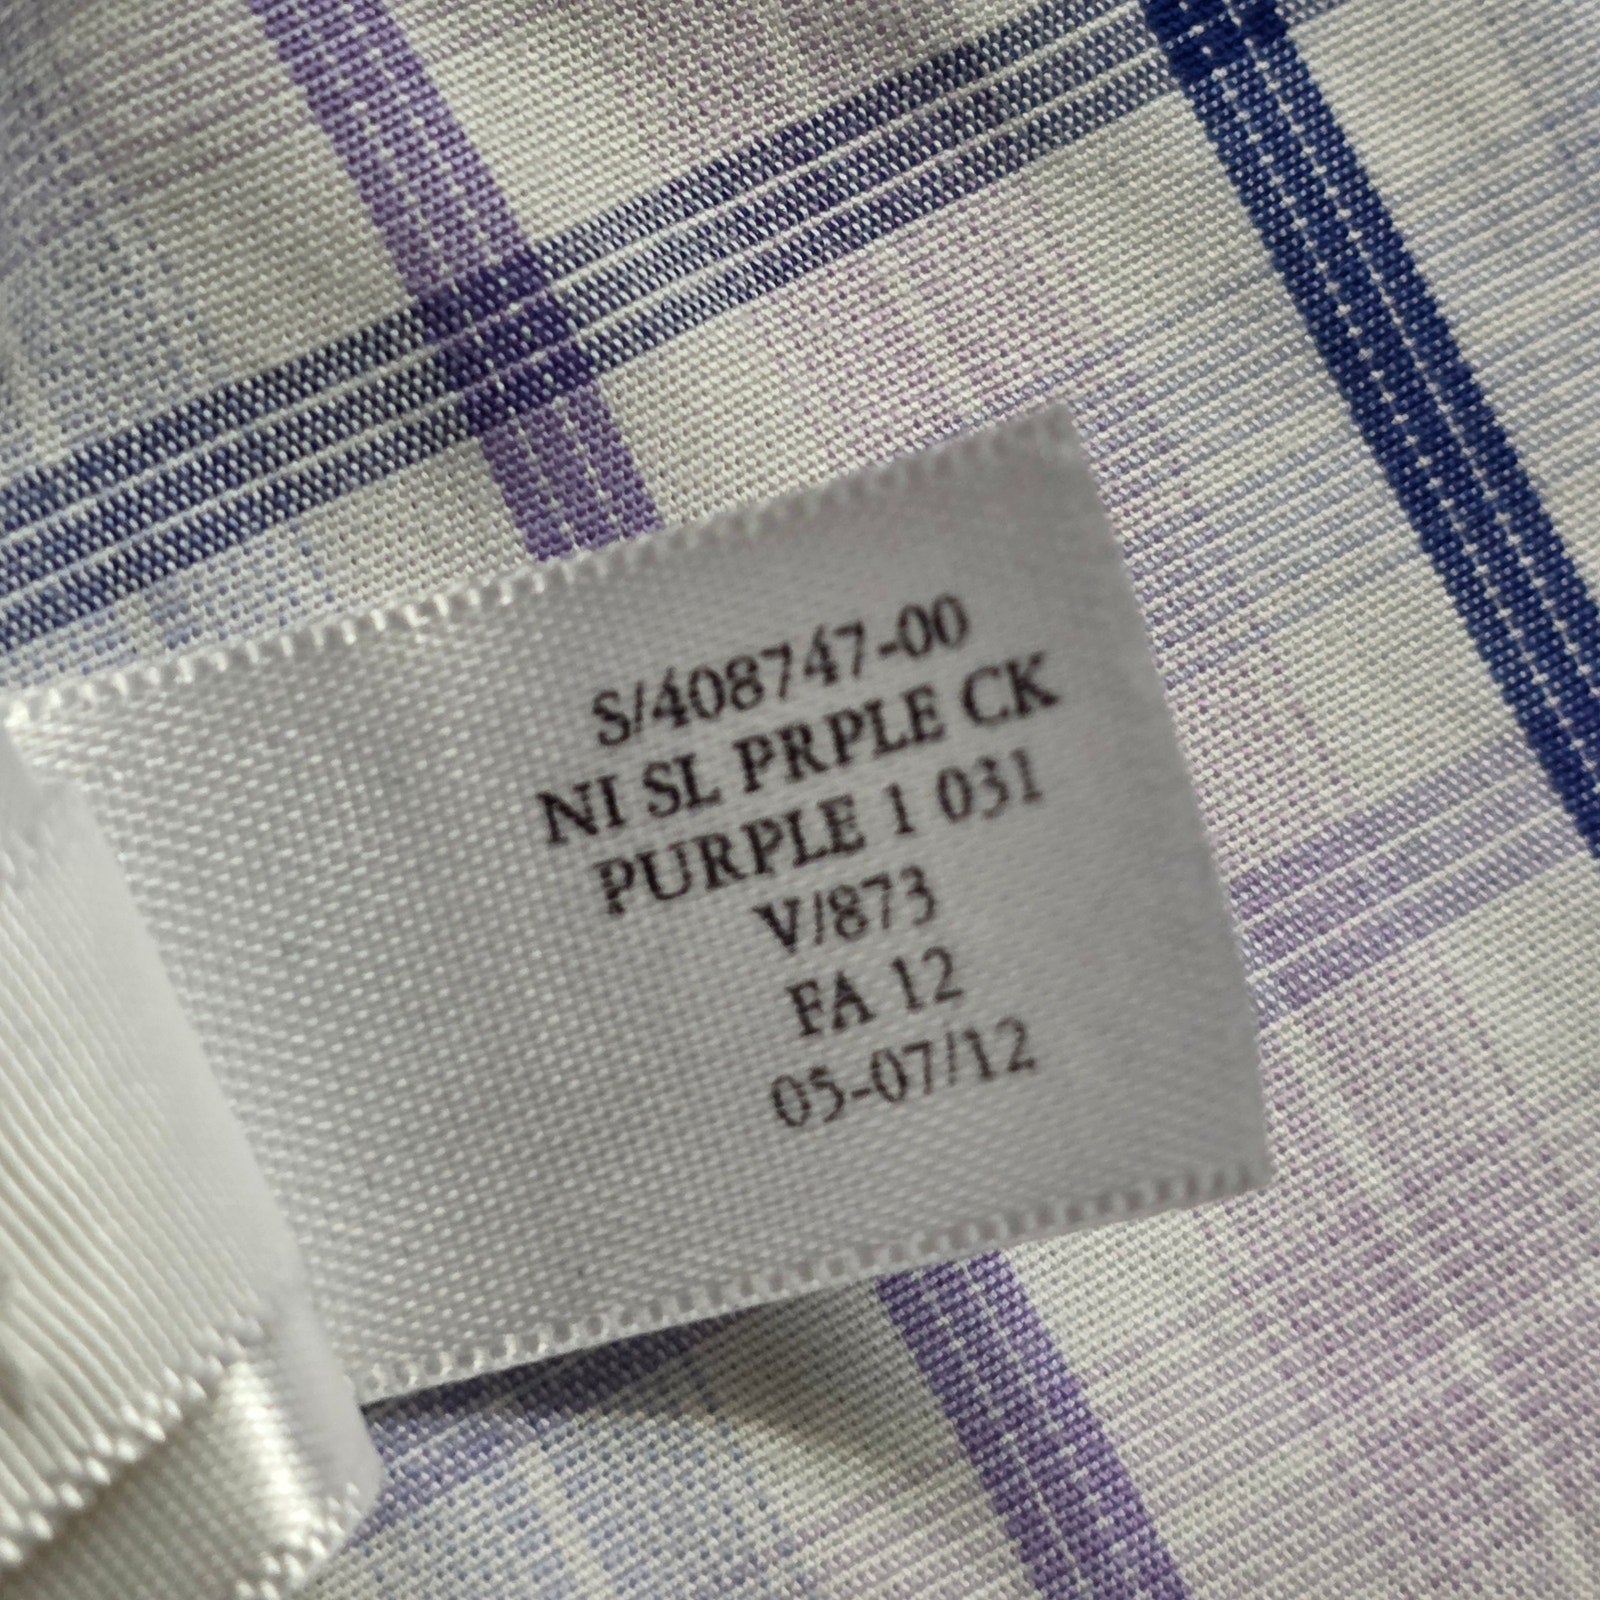 S/408747-00
NI SL PRPLE CK
PURPLE 1 031
V/873
FA 12
05-07/12